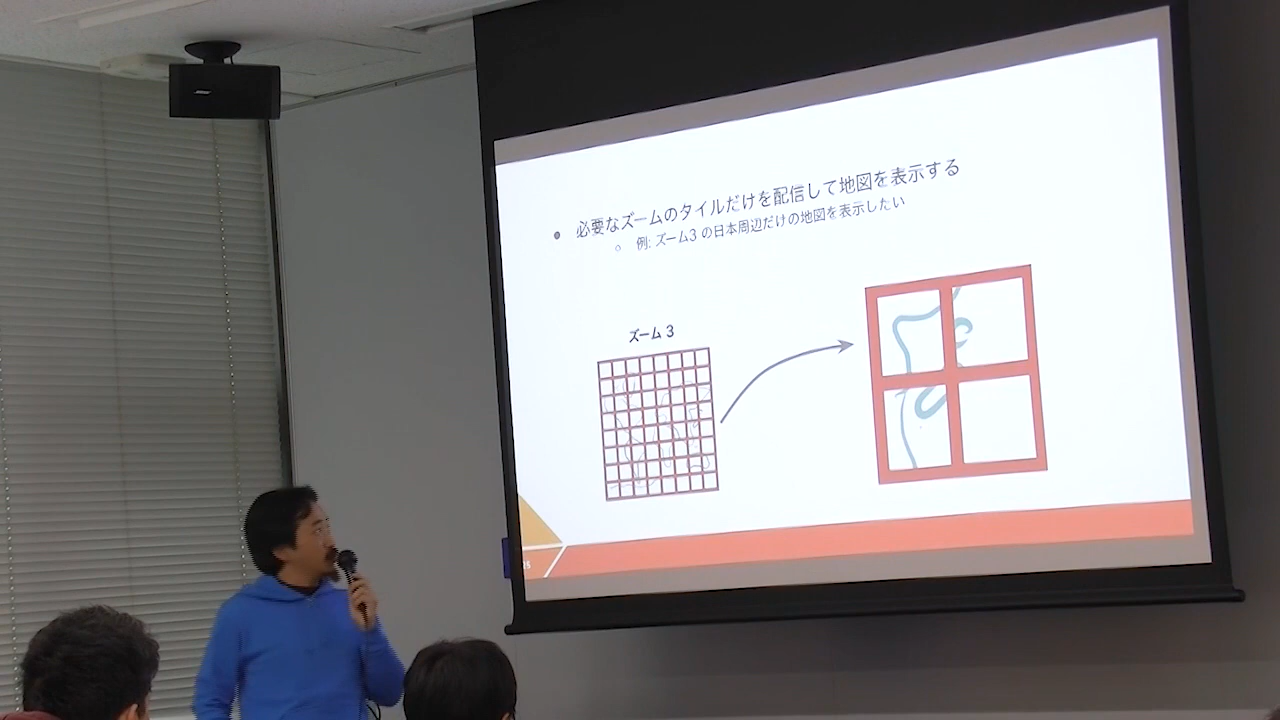 必要なズームのタイルだけを配信して地図を表示する
例: ズーム3 の日本周辺だけの地図を表示したい
ズーム 3